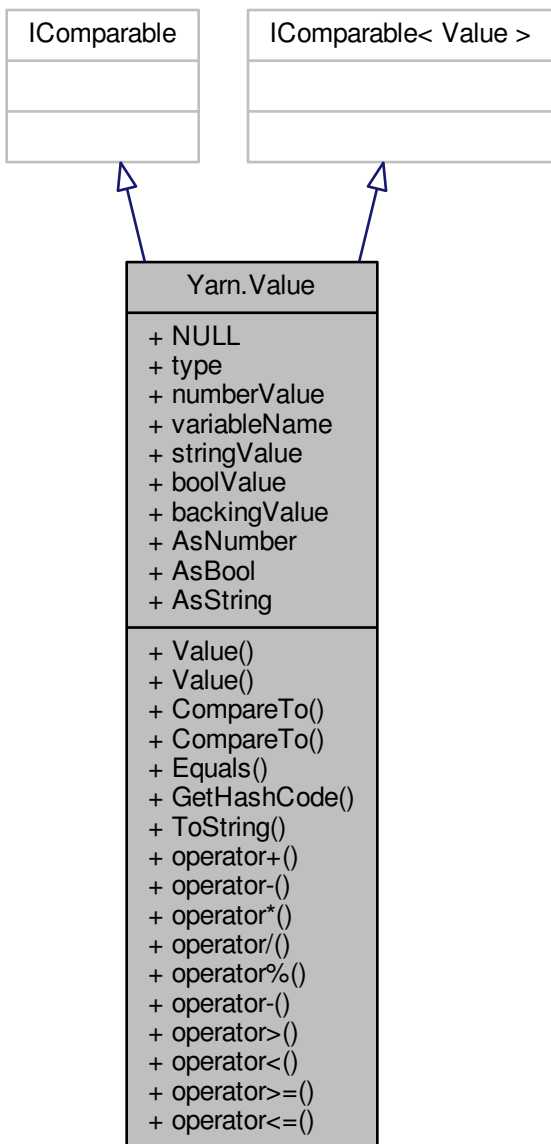 IComparable
IComparable< Value >
Yarn.Value
+ NULL
+ type
+ numberValue
+ variableName
+ stringValue
+ boolValue
+ backingValue
+ AsNumber
+ AsBool
+ AsString
+ Value()
+ Value()
+ CompareTo()
+ CompareTo()
+ Equals()
+ GetHashCode()
+ ToString()
+ operator+()
+ operator-()
+ operator*()
+ operator/()
+ operator%()
+ operator-()
+ operator>()
+ operator<()
+ operator>=()
+ operator<=()